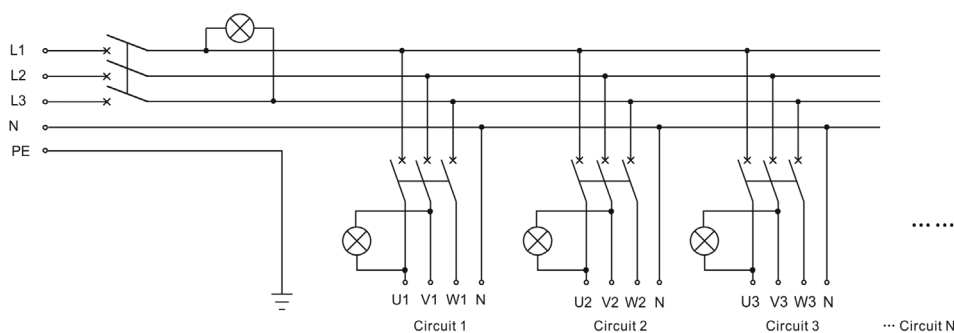 L1
L2
L3
N
PE
U1 V1 W1 N
U2 V2 W2 N
U3 V3 W3 N
......
Circuit 1
Circuit 2
Circuit 3
... Circuit N